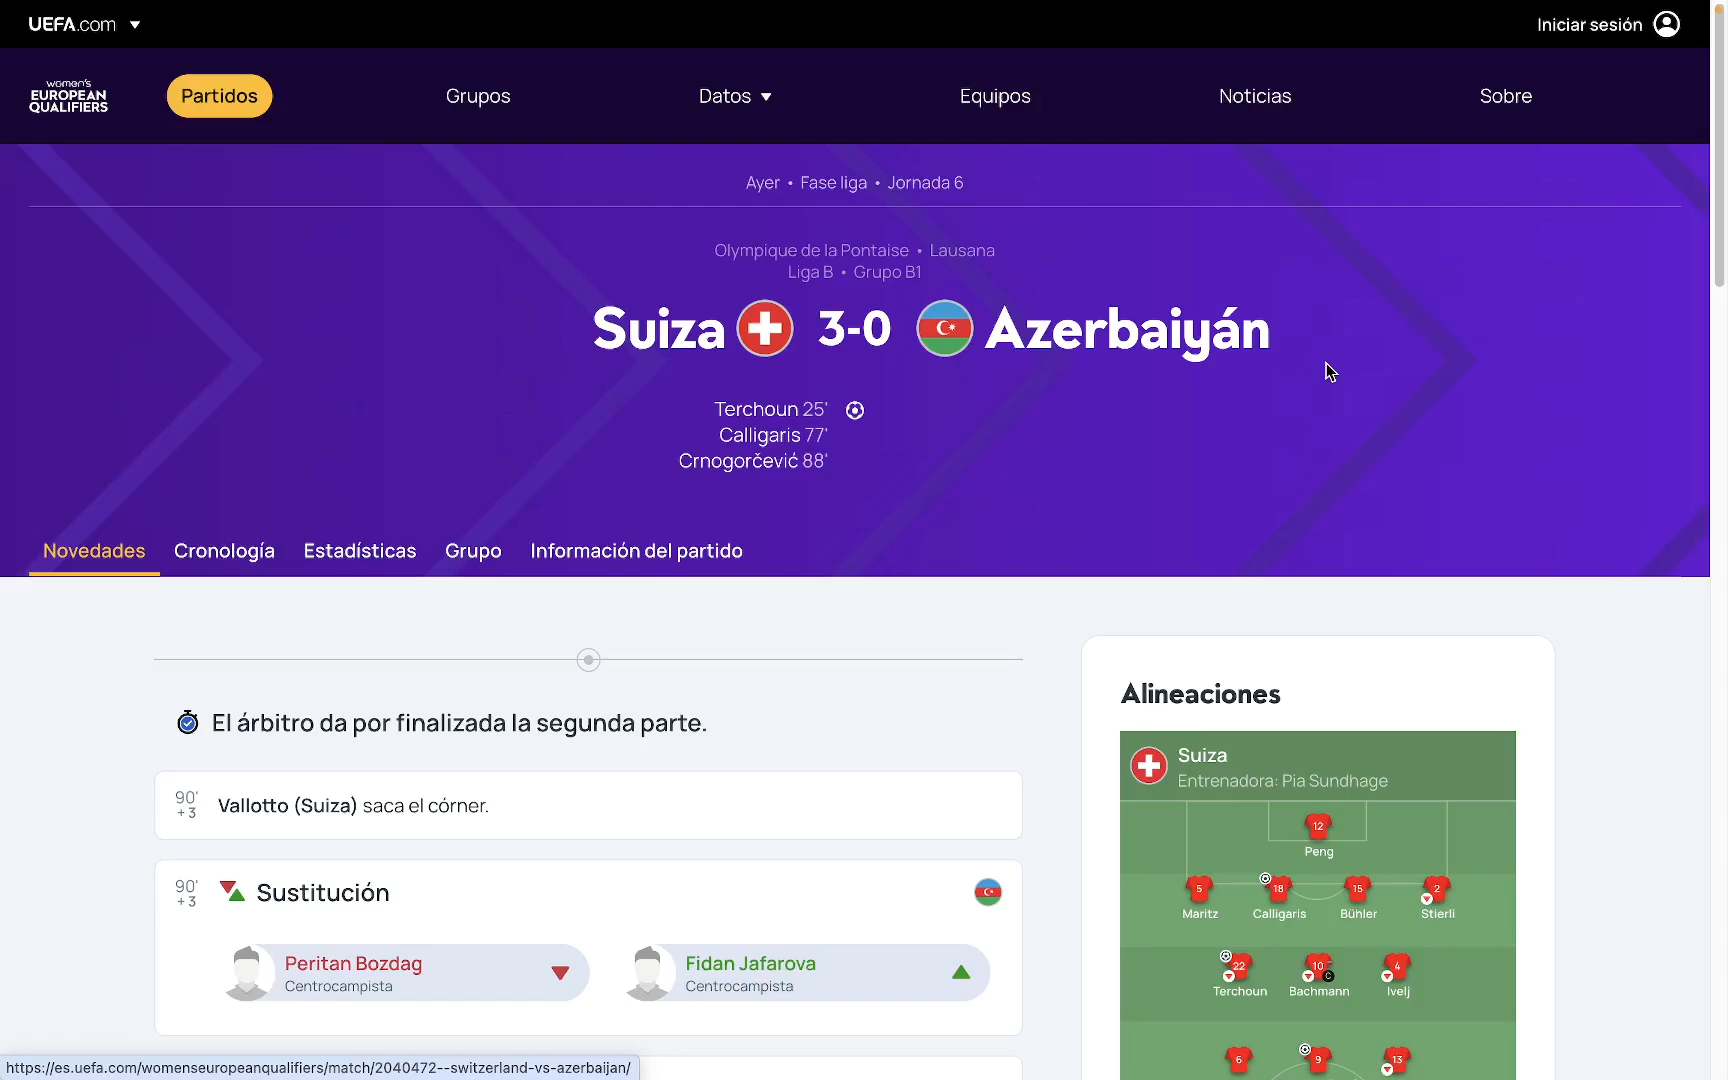 UEFA.com
Iniciar sesión
women's
EUROPEAN
QUALIFIERS
Partidos
Grupos
Datos
Equipos
Noticias
Sobre
Ayer • Fase liga • Jornada 6
Olympique de la Pontaise • Lausana
Liga B • Grupo B1
Suiza 3-0 Azerbaiyán
Terchoun 25'
Calligaris 77'
Crnogorčević 88'
Novedades
Cronología
Estadísticas
Grupo
Información del partido
El árbitro da por finalizada la segunda parte.
90'
+3
Vallotto (Suiza) saca el córner.
90'
+3
Sustitución
Peritan Bozdag
Centrocampista
Fidan Jafarova
Centrocampista
Alineaciones
Suiza
Entrenadora: Pia Sundhage
12
Peng
5 18 15 2
Maritz Calligaris Bühler Stierli
22 10 C 4
Terchoun Bachmann Ivelj
6 9 13
https://es.uefa.com/womenseuropeanqualifiers/match/2040472--switzerland-vs-azerbaijan/